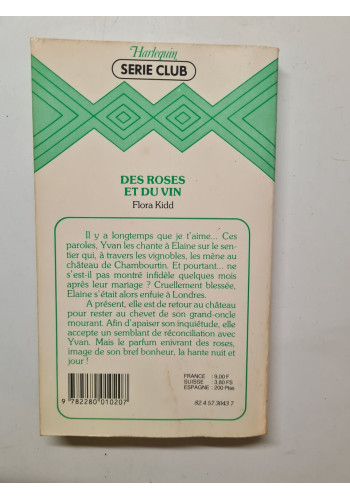 Harlequin
SERIE CLUB
DES ROSES
ET DU VIN
Flora Kidd
Il y a longtemps que je t'aime... Ces
paroles, Yvan les chante à Elaine sur le sen-
tier qui, à travers les vignobles, les mène au
château de Chambourtin. Et pourtant... ne
s'est-il pas montré infidèle quelques mois
après leur mariage ? Cruellement blessée,
Elaine s'était alors enfuie à Londres.
A présent, elle est de retour au château
pour rester au chevet de son grand-oncle
mourant. Afin d'apaiser son inquiétude, elle
accepte un semblant de réconciliation avec
Yvan. Mais le parfum enivrant des roses,
image de son bref bonheur, la hante nuit et
jour !
FRANCE : 9,00 F
SUISSE : 3,80 FS
ESPAGNE : 200 Ptas
82 4 57 3043 7
9 782280 010207